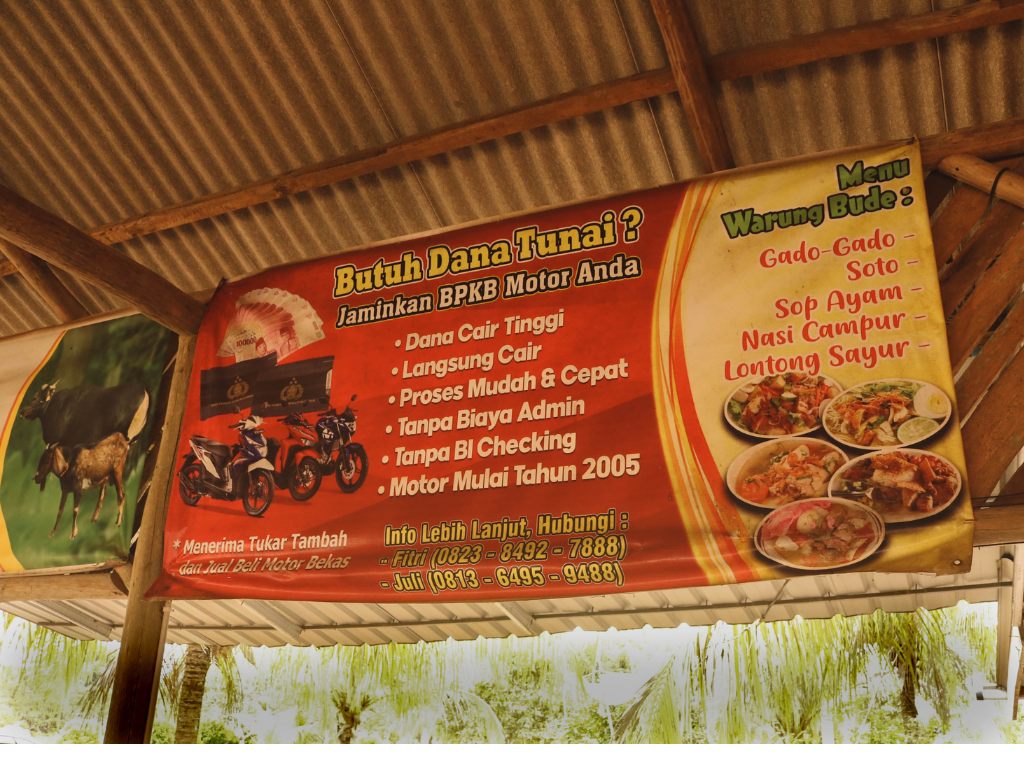 Butuh Dana Tunai ?
Jaminkan BPKB Motor Anda
• Dana Cair Tinggi
• Langsung Cair
• Proses Mudah & Cepat
• Tanpa Biaya Admin
• Tanpa BI Checking
• Motor Mulai Tahun 2005
* Menerima Tukar Tambah
dan Jual Beli Motor Bekas
Info Lebih Lanjut, Hubungi :
- Fitri (0823 - 8492 - 7888)
- Juli (0813 - 6495 - 9488)
Menu
Warung Bude :
Gado-Gado -
Soto -
Sop Ayam -
Nasi Campur -
Lontong Sayur -
100000